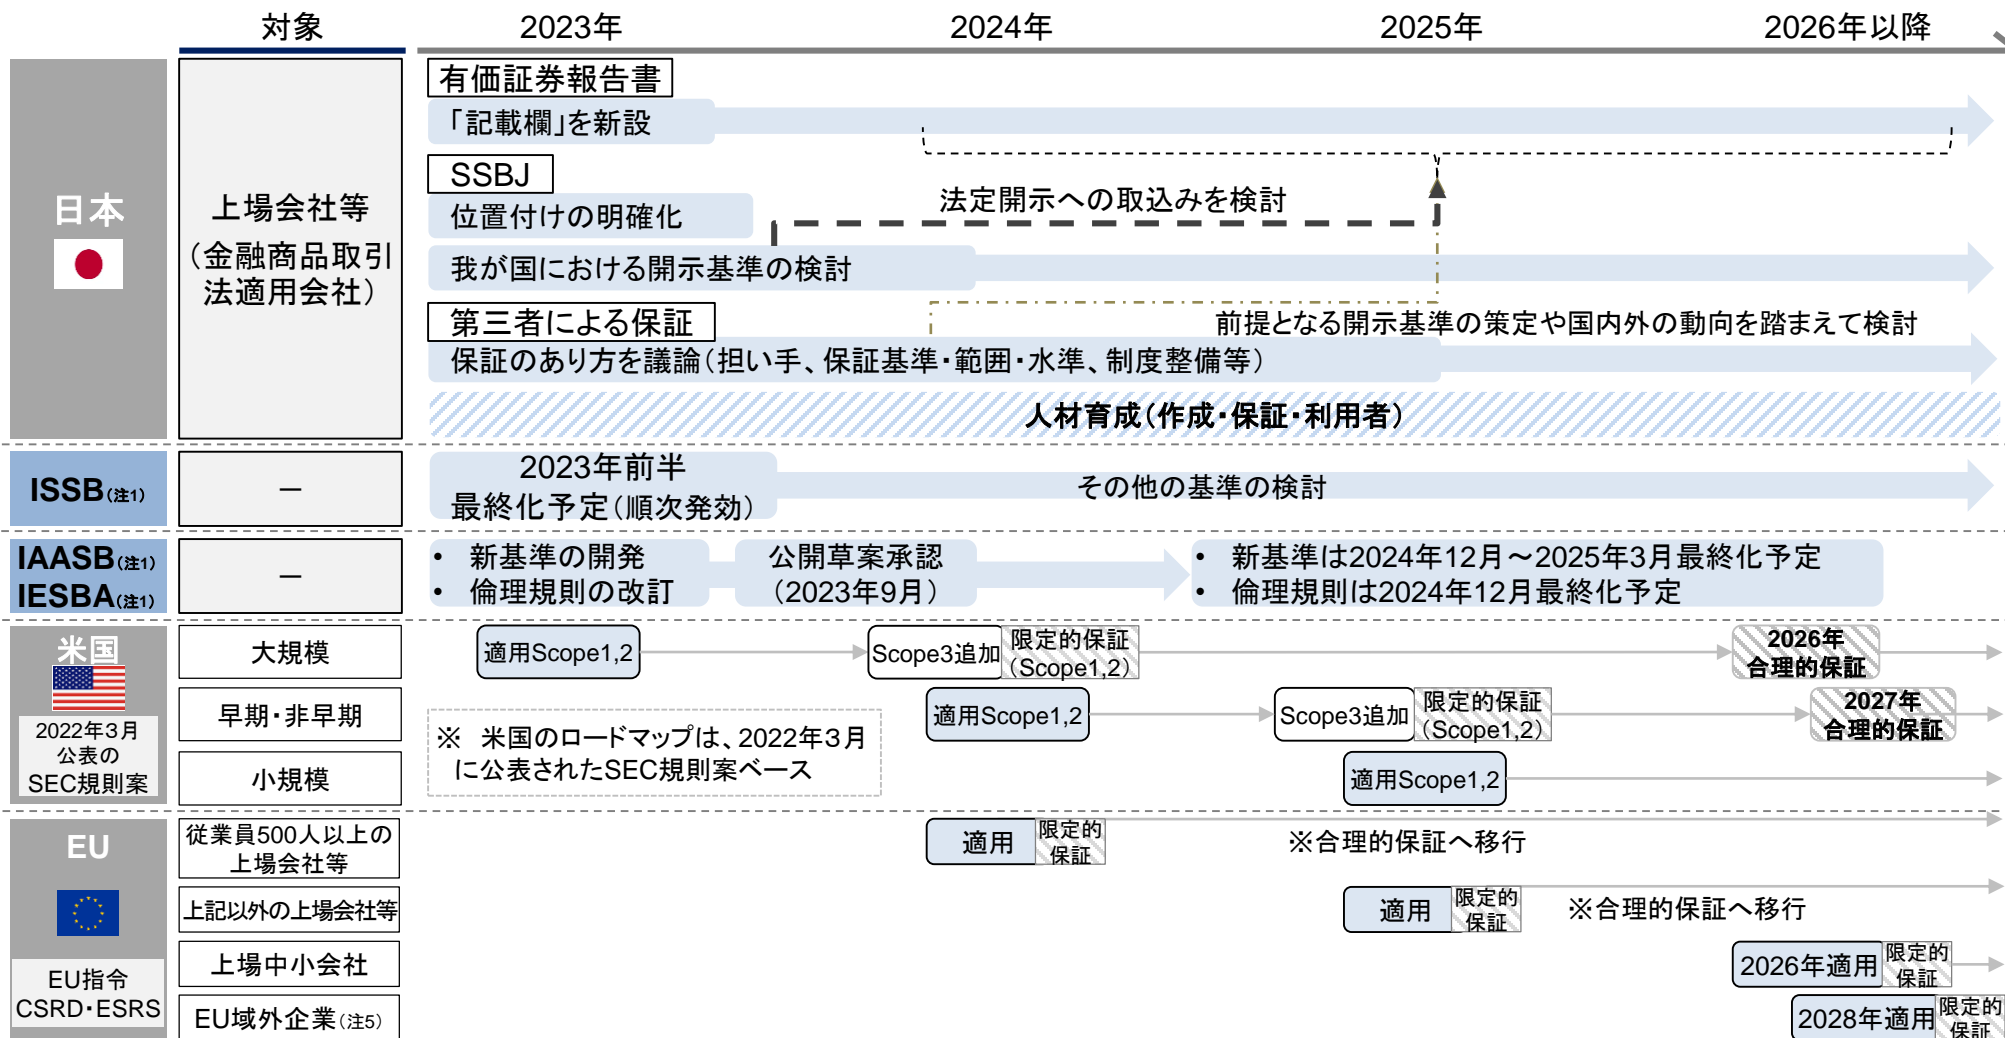 対象
2023年
2024年
2025年
2026年以降
日本
上場会社等
（金融商品取引
法適用会社）
有価証券報告書
「記載欄」を新設
SSBJ
位置付けの明確化
法定開示への取込みを検討
我が国における開示基準の検討
第三者による保証
前提となる開示基準の策定や国内外の動向を踏まえて検討
保証のあり方を議論（担い手、保証基準・範囲・水準、制度整備等）
人材育成（作成・保証・利用者）
ISSB（注1）
－
2023年前半
最終化予定（順次発効）
その他の基準の検討
IAASB（注1）
IESBA（注1）
－
• 新基準の開発
• 倫理規則の改訂
公開草案承認
（2023年9月）
• 新基準は2024年12月～2025年3月最終化予定
• 倫理規則は2024年12月最終化予定
米国
2022年3月
公表の
SEC規則案
大規模
適用Scope1,2
Scope3追加
限定的保証
（Scope1,2）
2026年
合理的保証
早期・非早期
適用Scope1,2
Scope3追加
限定的保証
（Scope1,2）
2027年
合理的保証
※ 米国のロードマップは、2022年3月
に公表されたSEC規則案ベース
小規模
適用Scope1,2
EU
EU指令
CSRD・ESRS
従業員500人以上の
上場会社等
適用
限定的
保証
※合理的保証へ移行
上記以外の上場会社等
適用
限定的
保証
※合理的保証へ移行
上場中小会社
2026年適用
限定的
保証
EU域外企業（注5）
2028年適用
限定的
保証